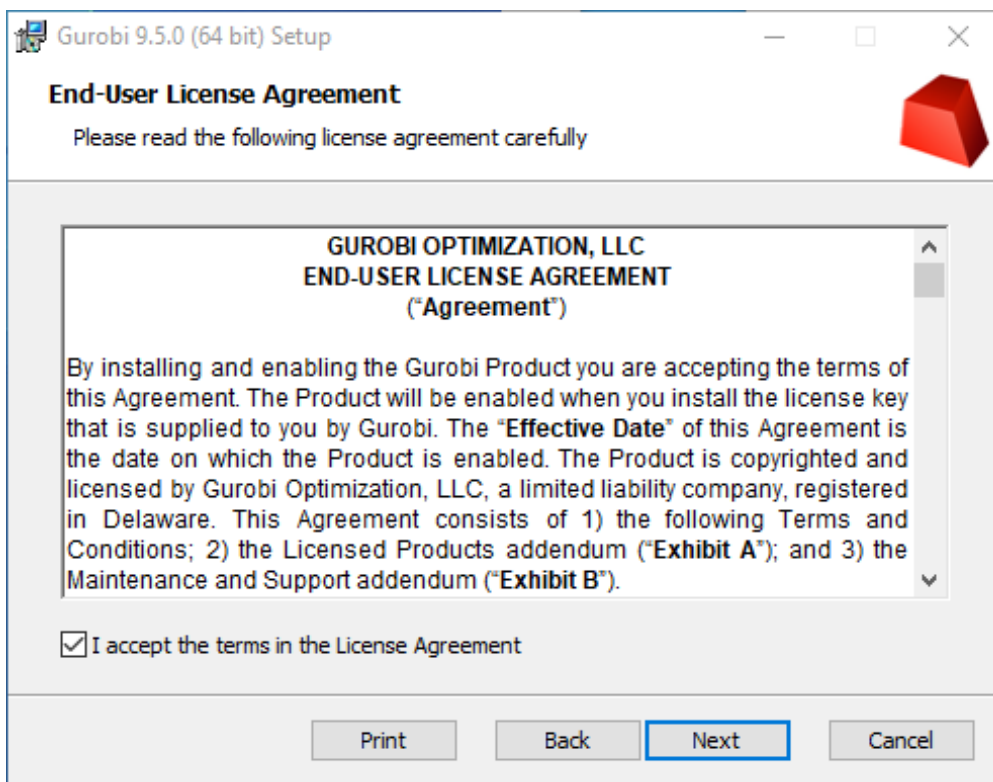 Gurobi 9.5.0 (64 bit) Setup
End-User License Agreement
Please read the following license agreement carefully
GUROBI OPTIMIZATION, LLC
END-USER LICENSE AGREEMENT
(“Agreement”)
By installing and enabling the Gurobi Product you are accepting the terms of
this Agreement. The Product will be enabled when you install the license key
that is supplied to you by Gurobi. The “Effective Date” of this Agreement is
the date on which the Product is enabled. The Product is copyrighted and
licensed by Gurobi Optimization, LLC, a limited liability company, registered
in Delaware. This Agreement consists of 1) the following Terms and
Conditions; 2) the Licensed Products addendum (“Exhibit A”); and 3) the
Maintenance and Support addendum (“Exhibit B”).
I accept the terms in the License Agreement
Print Back Next Cancel